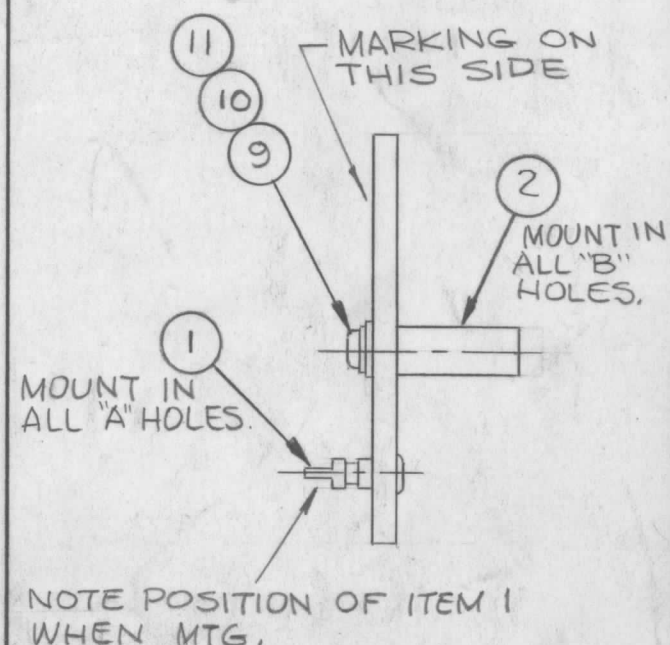 11
10
9
MARKING ON
THIS SIDE
2
MOUNT IN
ALL "B"
HOLES.
1
MOUNT IN
ALL "A" HOLES.
NOTE POSITION OF ITEM 1
WHEN MTG.